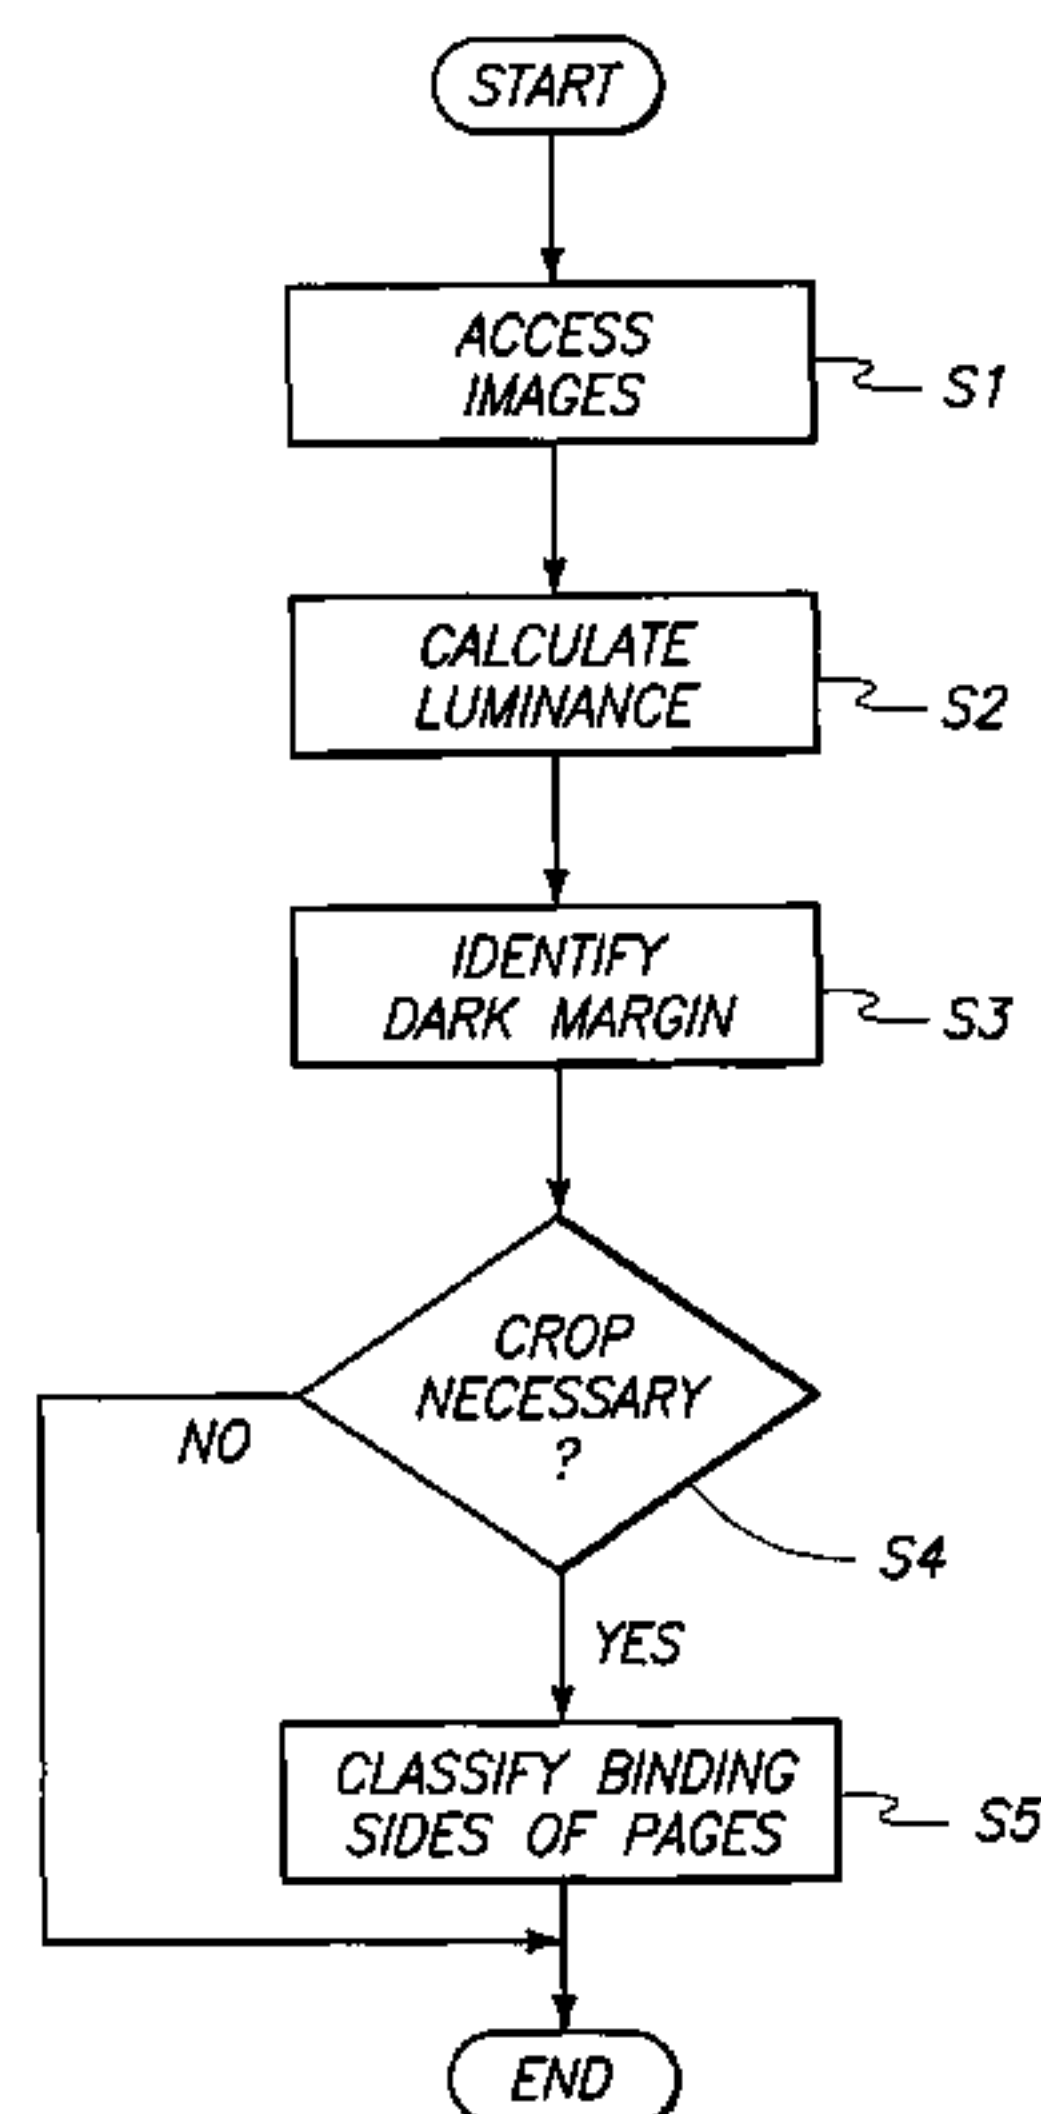 START
ACCESS
IMAGES
S1
CALCULATE
LUMINANCE
S2
IDENTIFY
DARK MARGIN
S3
CROP
NECESSARY
?
NO
S4
YES
CLASSIFY BINDING
SIDES OF PAGES
S5
END